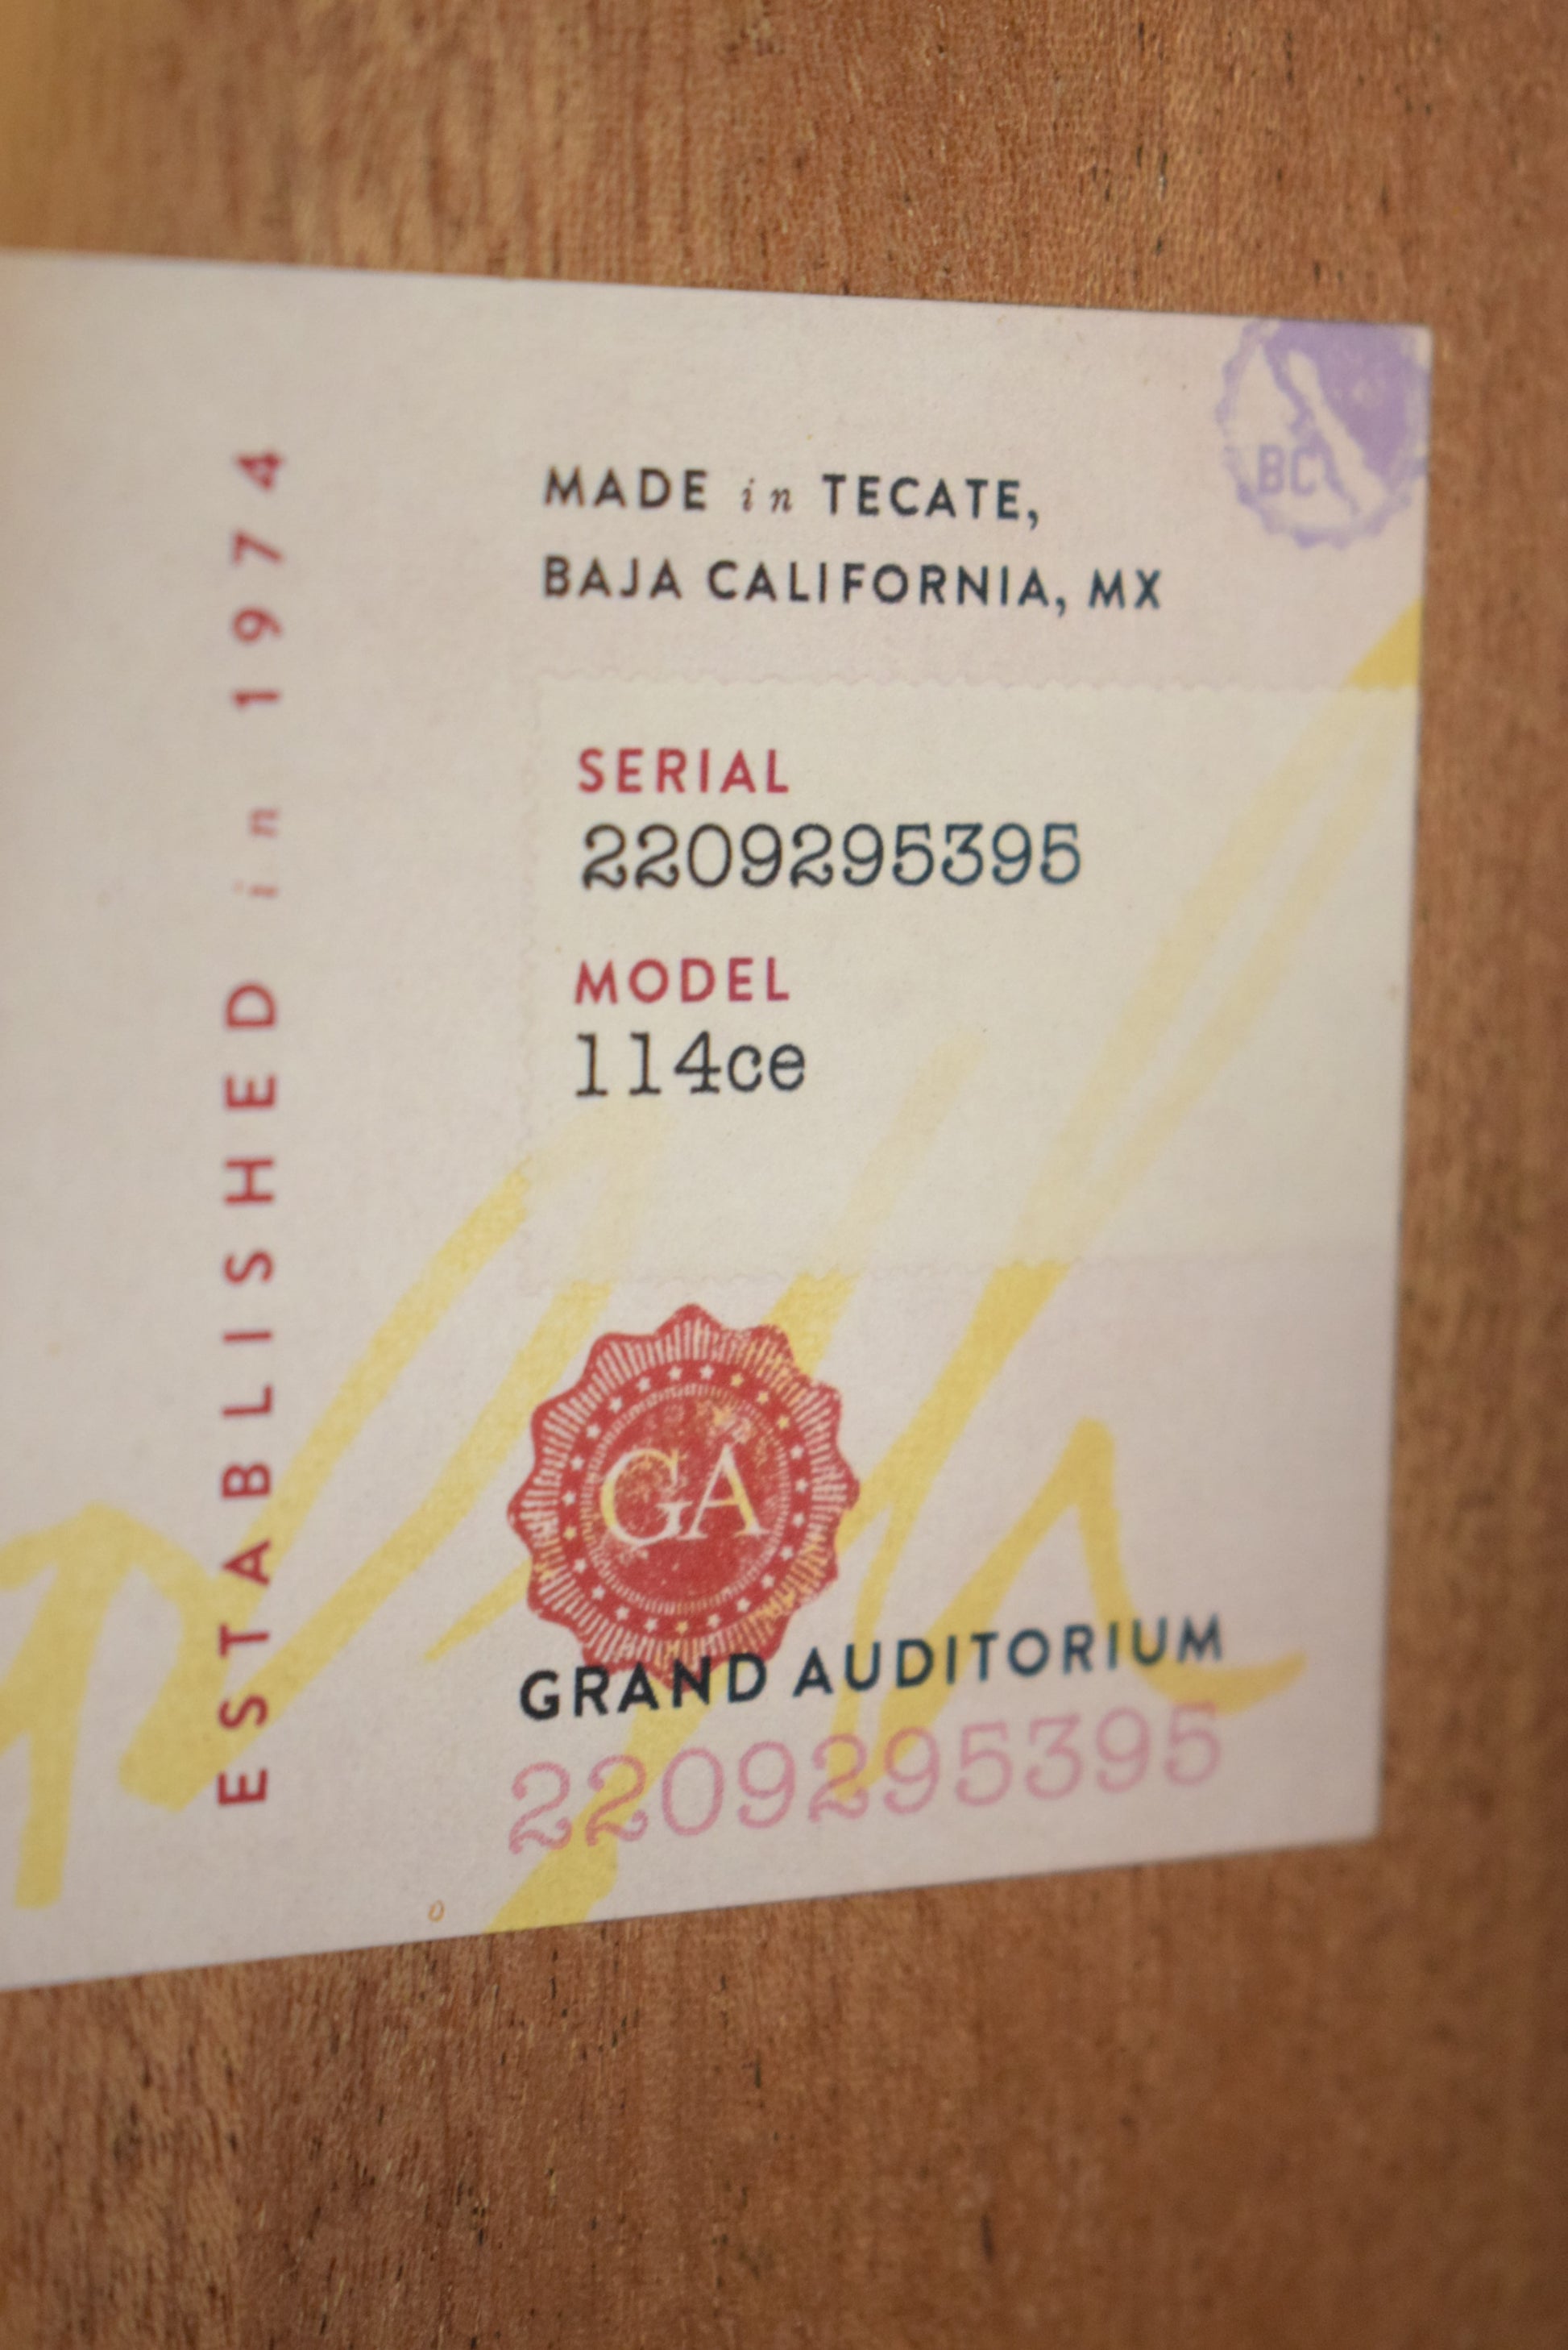 ESTABLISHED in 1974
MADE in TECATE,
BAJA CALIFORNIA, MX
BC
SERIAL
2209295395
MODEL
114ce
GA
GRAND AUDITORIUM
2209295395